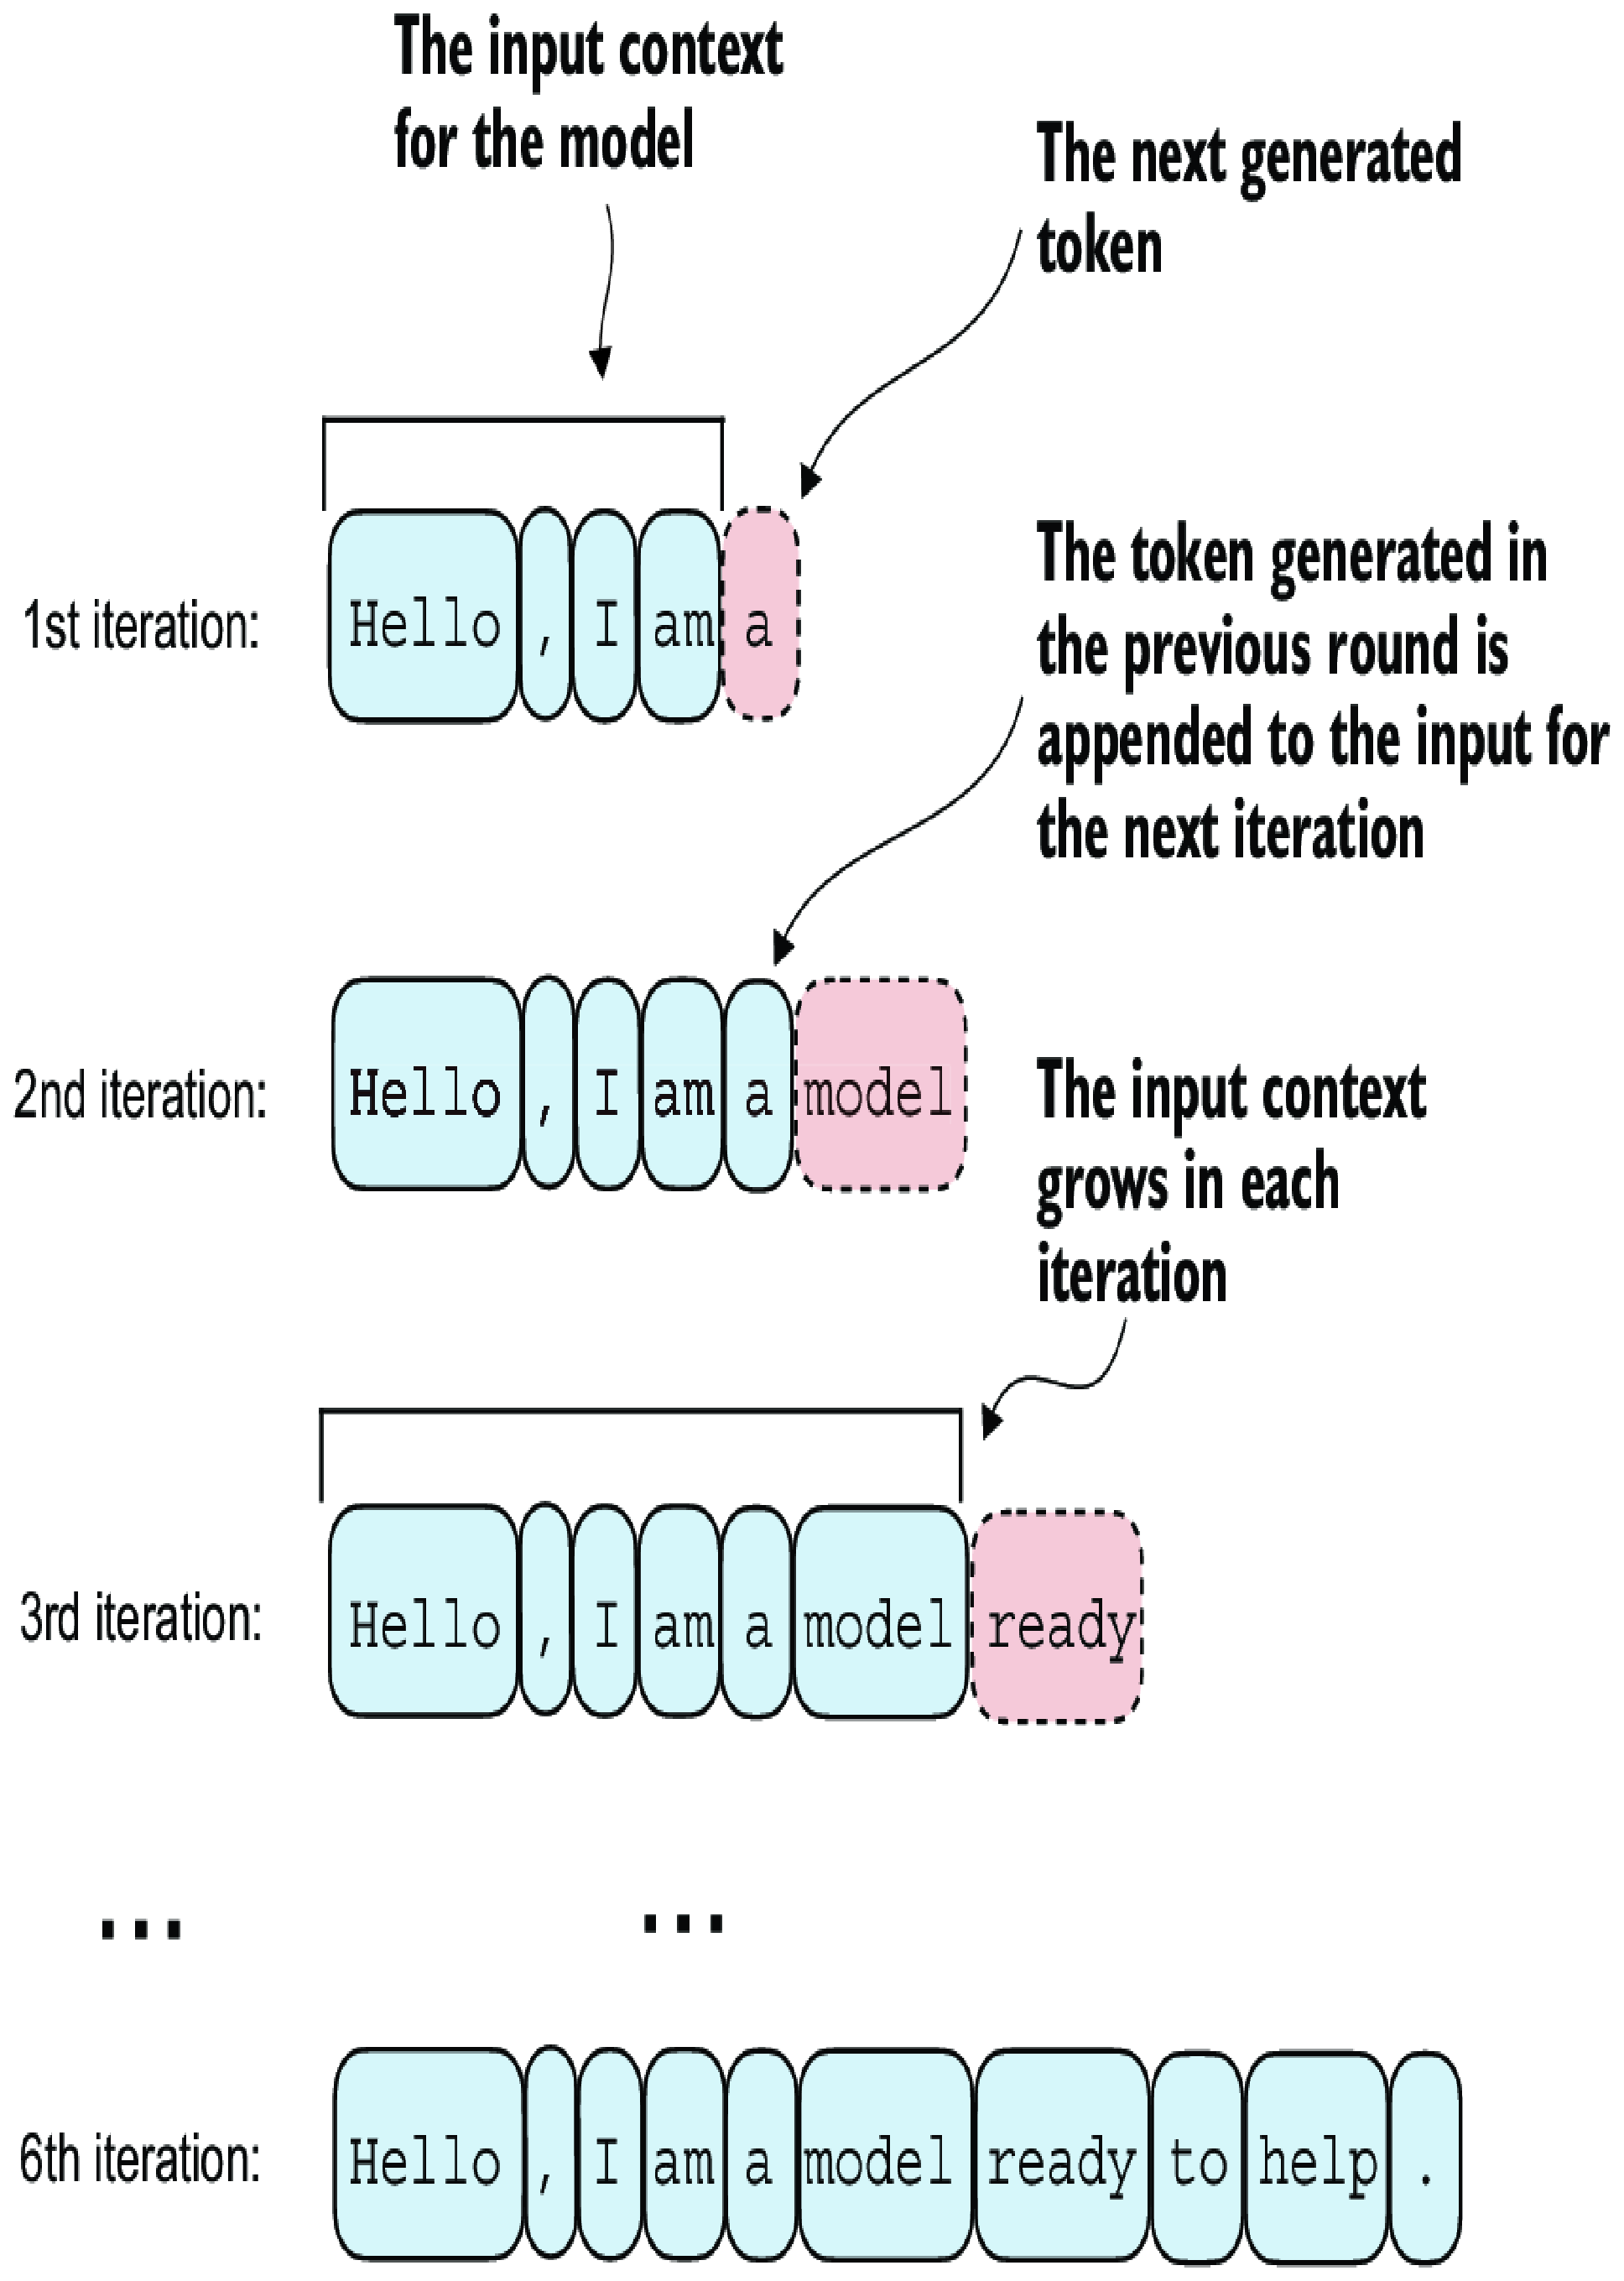 The input context
for the model
The next generated
token
1st iteration: Hello , I am a
The token generated in
the previous round is
appended to the input for
the next iteration
2nd iteration: Hello , I am a model
The input context
grows in each
iteration
3rd iteration: Hello , I am a model ready
... ...
6th iteration: Hello , I am a model ready to help .